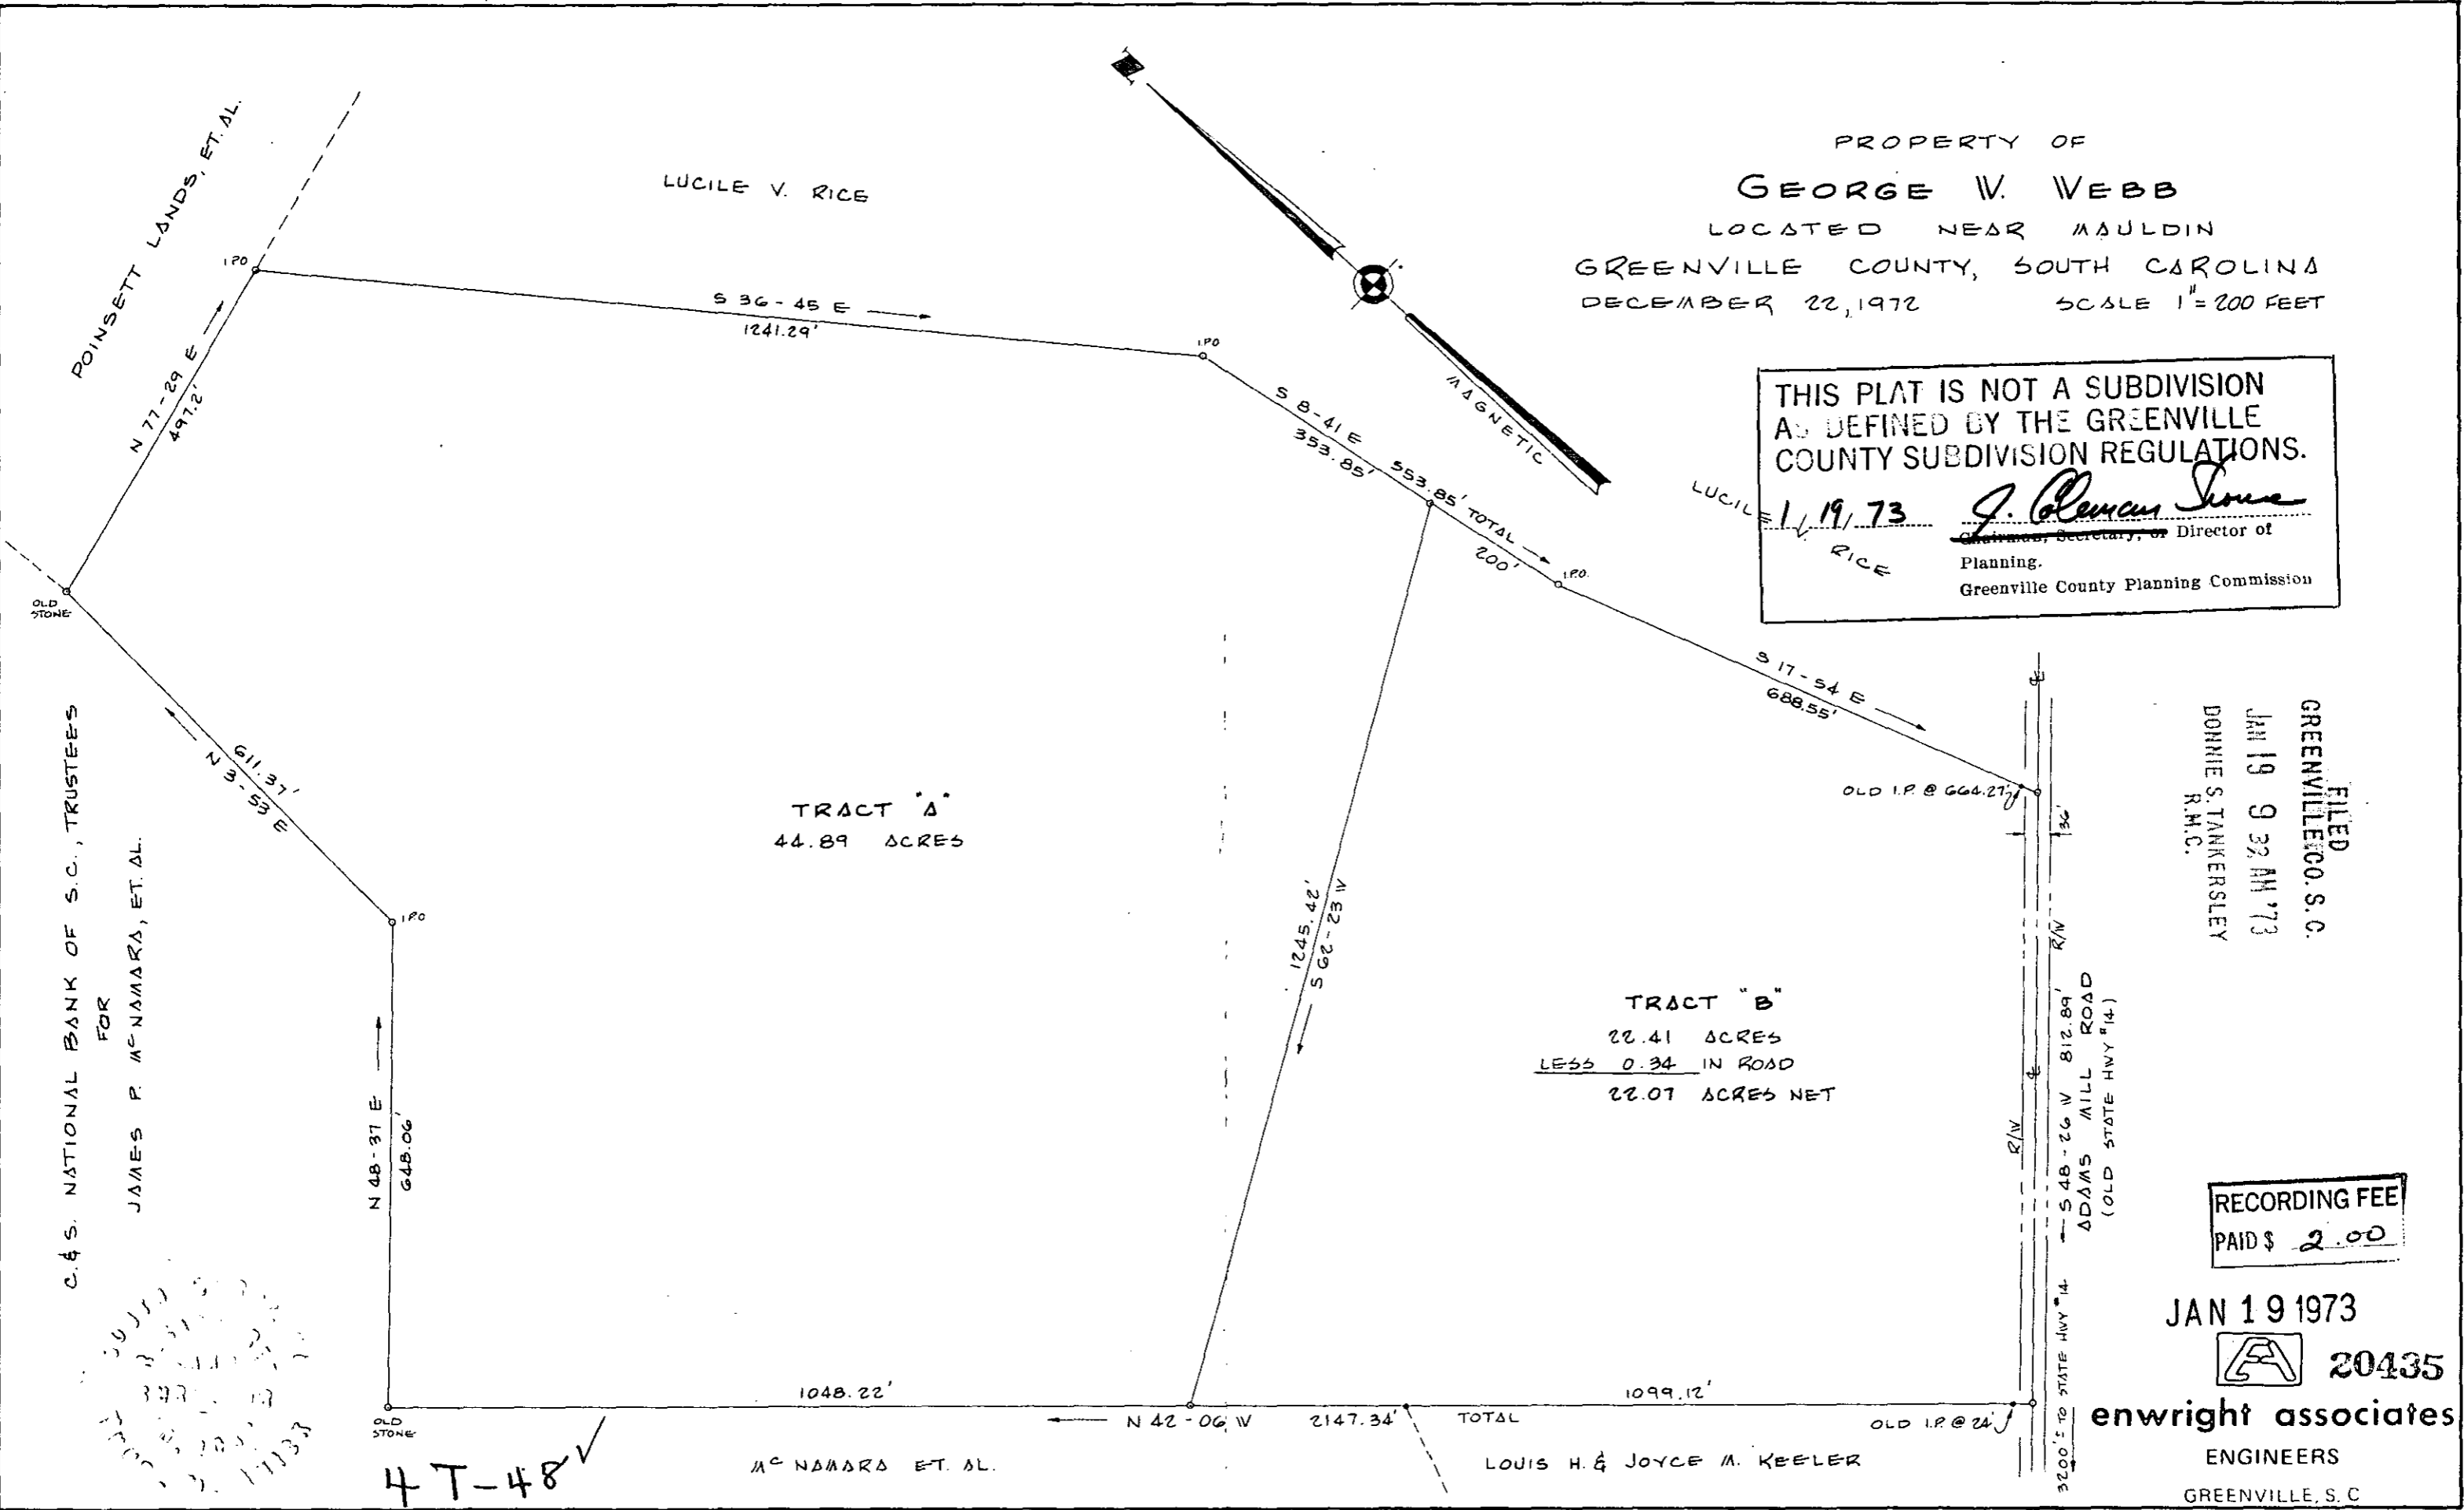 PROPERTY OF
GEORGE W. WEBB
LOCATED NEAR MAULDIN
GREENVILLE COUNTY, SOUTH CAROLINA
DECEMBER 22, 1972 SCALE 1" = 200 FEET
THIS PLAT IS NOT A SUBDIVISION
AS DEFINED BY THE GREENVILLE
COUNTY SUBDIVISION REGULATIONS.
1/19/73 J. Coleman
Chairman, Secretary, or Director of
Planning.
Greenville County Planning Commission
LUCILE
V. RICE
POINSETT LANDS, ET. AL.
LUCILE V. RICE
MAGNETIC
I.P.O
N 77-29 E
497.2'
S 36-45 E
1241.29'
I.P.O
S 8-41 E
353.85'
553.85' TOTAL
200'
I.P.O.
S 17-54 E
688.55'
OLD I.P. @ 664.27'
36'
OLD
STONE
611.37'
N 3-53 E
I.P.O
C. & S. NATIONAL BANK OF S.C., TRUSTEES
FOR
JAMES P. McNAMARA, ET. AL.
N 48-37 E
648.06'
TRACT "A"
44.89 ACRES
1245.42'
S 62-23 W
TRACT "B"
22.41 ACRES
LESS 0.34 IN ROAD
22.07 ACRES NET
R/W
R/W
S 48-26 W 812.89'
ADAMS MILL ROAD
(OLD STATE HWY #14)
3200'± TO STATE HWY #14
FILED
GREENVILLE CO. S. C.
JAN 19 9 32 AM '73
DONNIE S. TANKERSLEY
R.M.C.
RECORDING FEE
PAID $ 2.00
JAN 19 1973
20435
enwright associates
ENGINEERS
GREENVILLE, S. C
OLD
STONE
1048.22'
N 42-06 W 2147.34' TOTAL
1099.12'
OLD I.P. @ 24'
McNAMARA ET. AL.
LOUIS H. & JOYCE M. KEELER
4 T-48